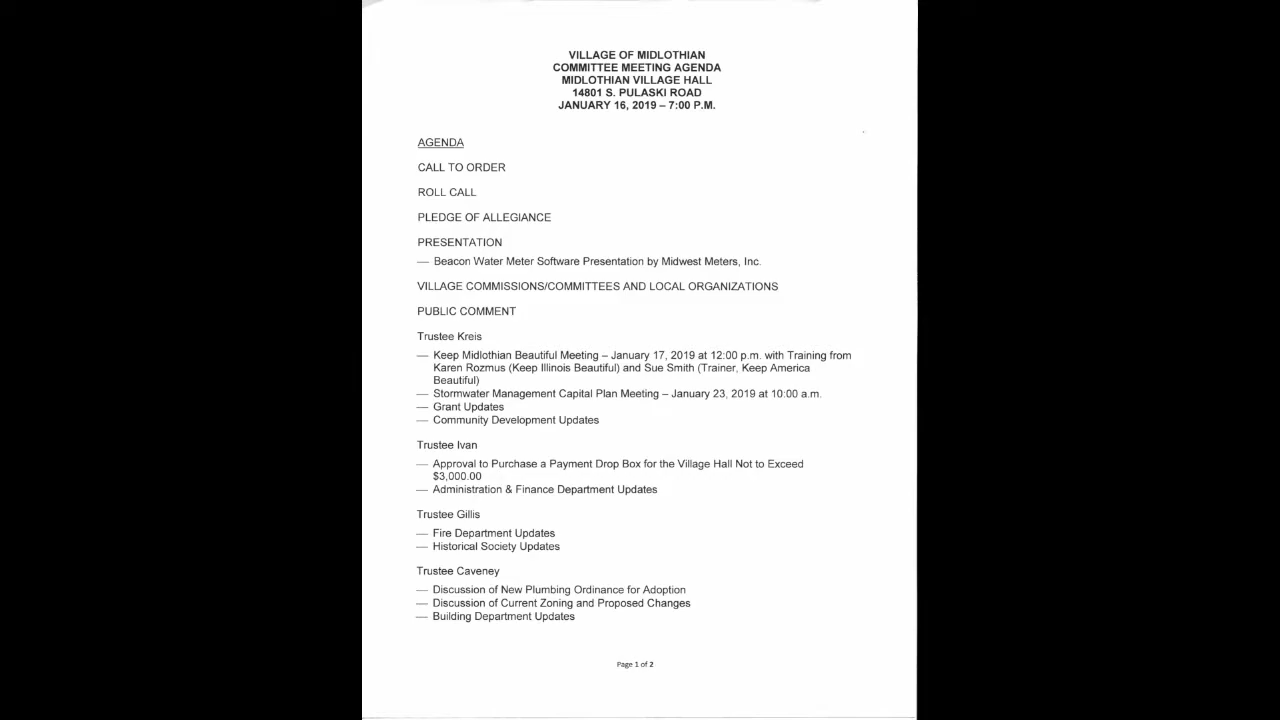 VILLAGE OF MIDLOTHIAN
COMMITTEE MEETING AGENDA
MIDLOTHIAN VILLAGE HALL
14801 S. PULASKI ROAD
JANUARY 16, 2019 – 7:00 P.M.
AGENDA
CALL TO ORDER
ROLL CALL
PLEDGE OF ALLEGIANCE
PRESENTATION
— Beacon Water Meter Software Presentation by Midwest Meters, Inc.
VILLAGE COMMISSIONS/COMMITTEES AND LOCAL ORGANIZATIONS
PUBLIC COMMENT
Trustee Kreis
— Keep Midlothian Beautiful Meeting – January 17, 2019 at 12:00 p.m. with Training from
Karen Rozmus (Keep Illinois Beautiful) and Sue Smith (Trainer, Keep America
Beautiful)
— Stormwater Management Capital Plan Meeting – January 23, 2019 at 10:00 a.m.
— Grant Updates
— Community Development Updates
Trustee Ivan
— Approval to Purchase a Payment Drop Box for the Village Hall Not to Exceed
$3,000.00
— Administration & Finance Department Updates
Trustee Gillis
— Fire Department Updates
— Historical Society Updates
Trustee Caveney
— Discussion of New Plumbing Ordinance for Adoption
— Discussion of Current Zoning and Proposed Changes
— Building Department Updates
Page 1 of 2